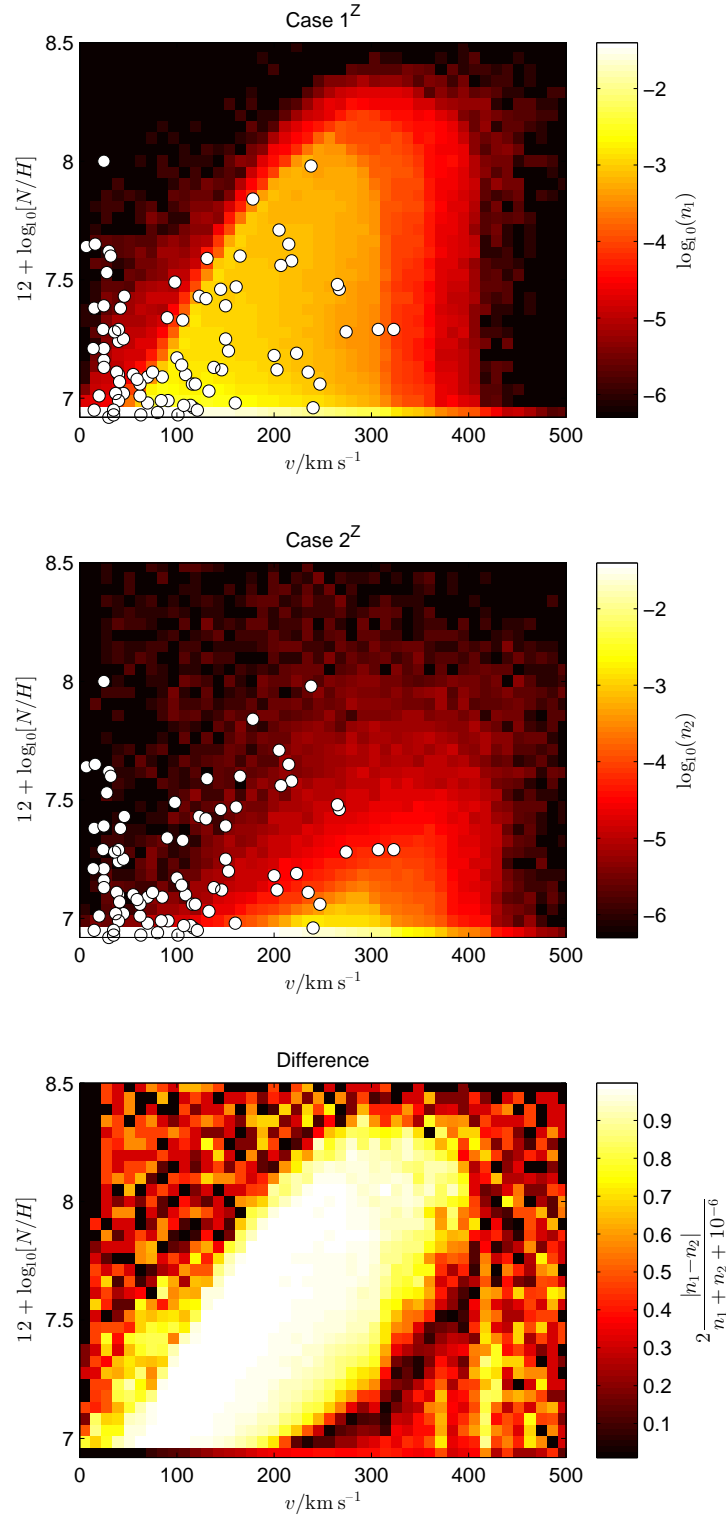 Case 1^Z
8.5
8
7.5
7
12 + log₁₀[N/H]
0 100 200 300 400 500
v/km s⁻¹
−2
−3
−4
−5
−6
log₁₀(n₁)
Case 2^Z
8.5
8
7.5
7
12 + log₁₀[N/H]
0 100 200 300 400 500
v/km s⁻¹
−2
−3
−4
−5
−6
log₁₀(n₂)
Difference
8.5
8
7.5
7
12 + log₁₀[N/H]
0 100 200 300 400 500
v/km s⁻¹
0.9
0.8
0.7
0.6
0.5
0.4
0.3
0.2
0.1
2 |n₁−n₂| / n₁ + n₂ + 10⁻⁶